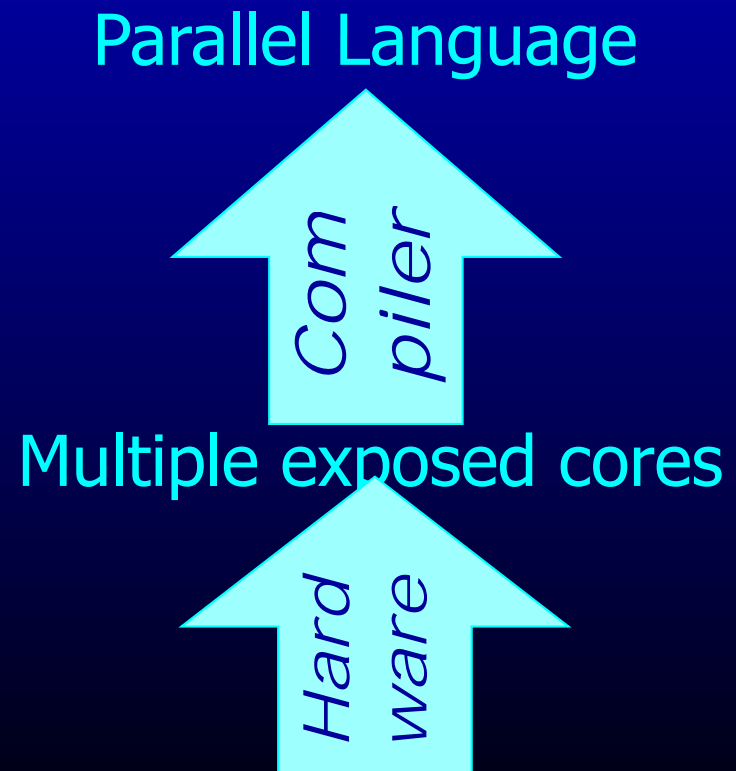 Parallel Language
Com
piler
Multiple exposed cores
Hard
ware